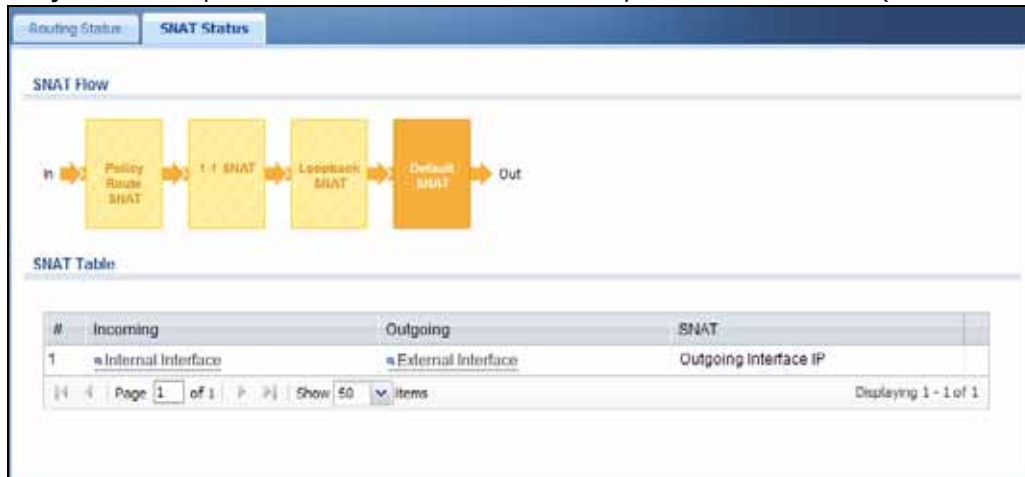 Routing Status SNAT Status
SNAT Flow
In
Policy
Route
SNAT
1-1 SNAT
Loopback
SNAT
Default
SNAT
Out
SNAT Table
# Incoming Outgoing SNAT
1 Internal Interface External Interface Outgoing Interface IP
Page 1 of 1 Show 50 items Displaying 1 - 1 of 1